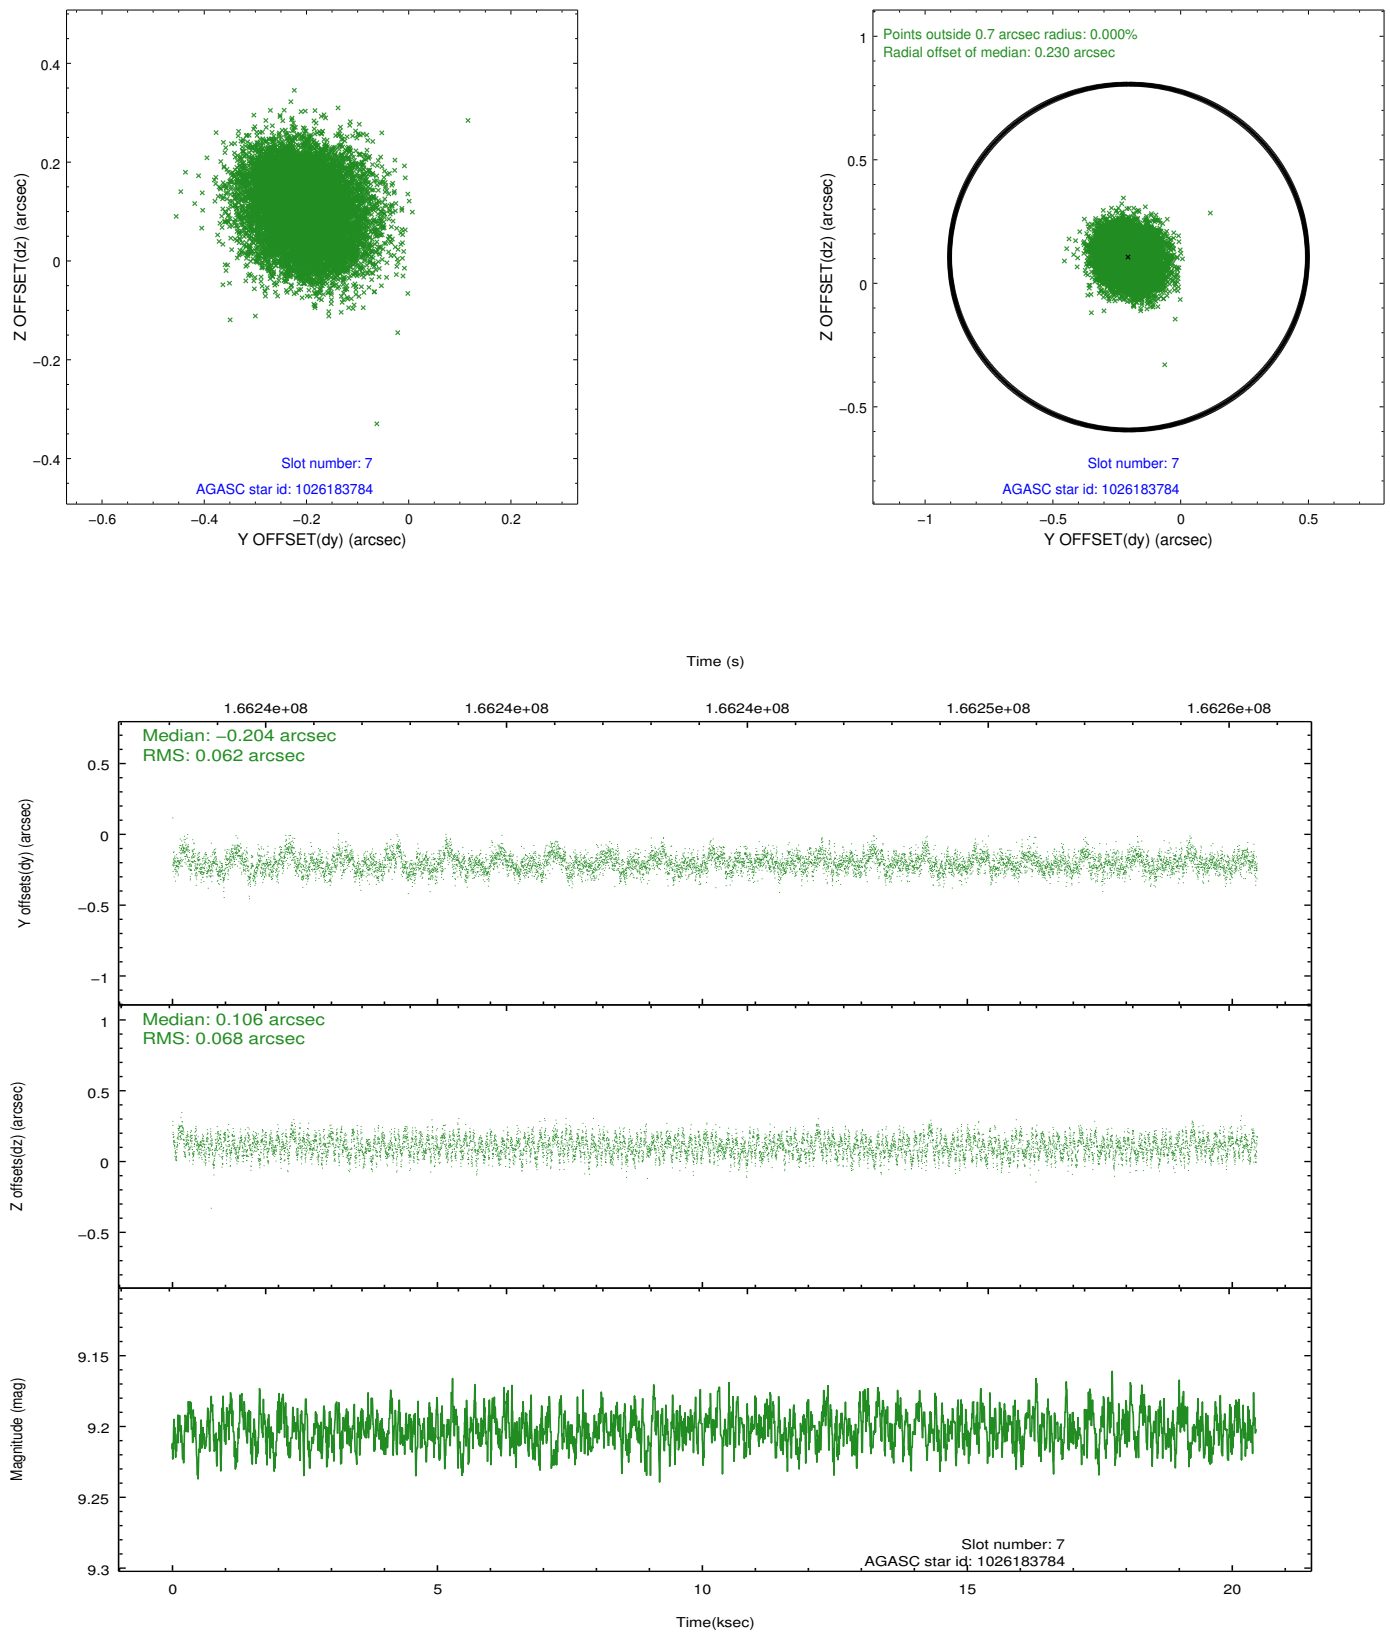 0.4
0.2
0
−0.2
−0.4
Z OFFSET(dz) (arcsec)
Slot number: 7
AGASC star id: 1026183784
−0.6 −0.4 −0.2 0 0.2
Y OFFSET(dy) (arcsec)
Points outside 0.7 arcsec radius: 0.000%
Radial offset of median: 0.230 arcsec
1
0.5
0
−0.5
Z OFFSET(dz) (arcsec)
Slot number: 7
AGASC star id: 1026183784
−1 −0.5 0 0.5
Y OFFSET(dy) (arcsec)
Time (s)
1.6624e+08 1.6624e+08 1.6624e+08 1.6625e+08 1.6626e+08
Median: −0.204 arcsec
RMS: 0.062 arcsec
0.5
0
−0.5
−1
Y offsets(dy) (arcsec)
Median: 0.106 arcsec
RMS: 0.068 arcsec
1
0.5
0
−0.5
Z offsets(dz) (arcsec)
9.15
9.2
9.25
9.3
Magnitude (mag)
Slot number: 7
AGASC star id: 1026183784
0 5 10 15 20
Time(ksec)